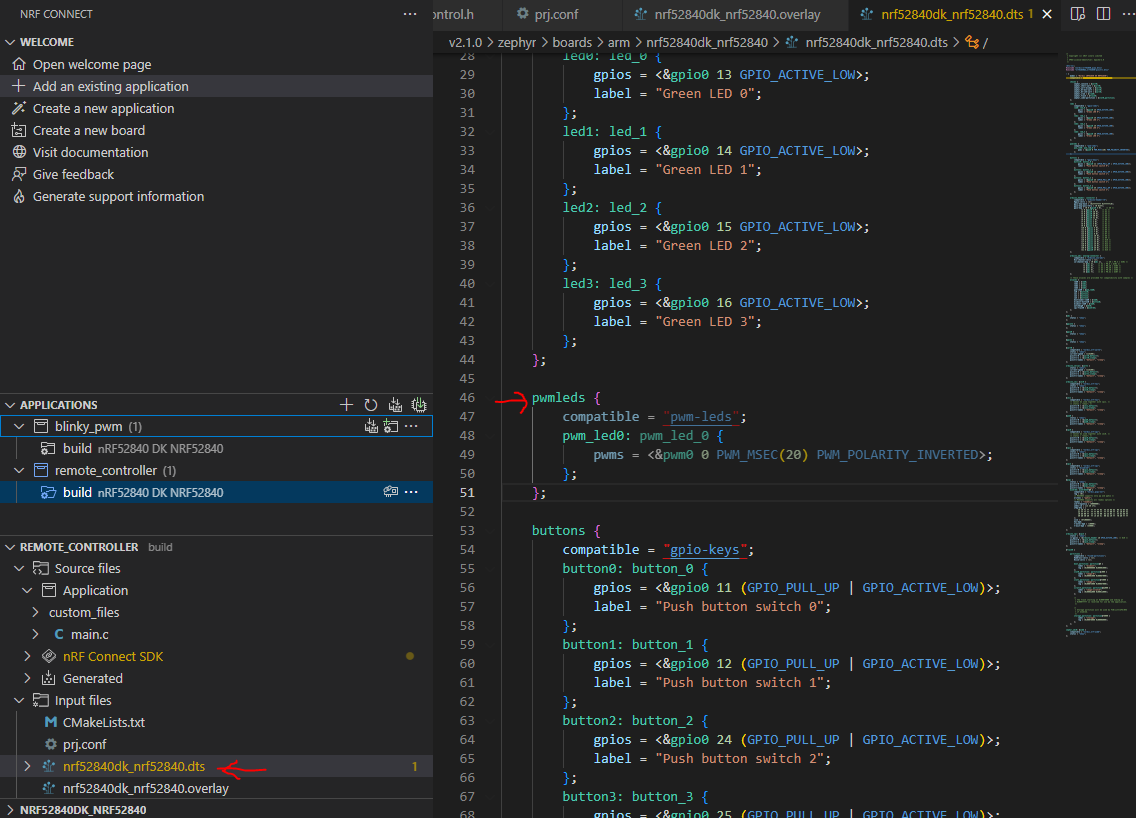 NRF CONNECT
WELCOME
Open welcome page
Add an existing application
Create a new application
Create a new board
Visit documentation
Give feedback
Generate support information
APPLICATIONS
blinky_pwm (1)
build nRF52840 DK NRF52840
remote_controller (1)
build nRF52840 DK NRF52840
REMOTE_CONTROLLER build
Source files
Application
custom_files
C main.c
nRF Connect SDK
Generated
Input files
M CMakeLists.txt
prj.conf
nrf52840dk_nrf52840.dts 1
nrf52840dk_nrf52840.overlay
NRF52840DK_NRF52840
ontrol.h prj.conf nrf52840dk_nrf52840.overlay nrf52840dk_nrf52840.dts 1
v2.1.0 > zephyr > boards > arm > nrf52840dk_nrf52840 > nrf52840dk_nrf52840.dts > /
28 led0: led_0 {
29 gpios = <&gpio0 13 GPIO_ACTIVE_LOW>;
30 label = "Green LED 0";
31 };
32 led1: led_1 {
33 gpios = <&gpio0 14 GPIO_ACTIVE_LOW>;
34 label = "Green LED 1";
35 };
36 led2: led_2 {
37 gpios = <&gpio0 15 GPIO_ACTIVE_LOW>;
38 label = "Green LED 2";
39 };
40 led3: led_3 {
41 gpios = <&gpio0 16 GPIO_ACTIVE_LOW>;
42 label = "Green LED 3";
43 };
44 };
45
46 pwmleds {
47 compatible = "pwm-leds";
48 pwm_led0: pwm_led_0 {
49 pwms = <&pwm0 0 PWM_MSEC(20) PWM_POLARITY_INVERTED>;
50 };
51 };
52
53 buttons {
54 compatible = "gpio-keys";
55 button0: button_0 {
56 gpios = <&gpio0 11 (GPIO_PULL_UP | GPIO_ACTIVE_LOW)>;
57 label = "Push button switch 0";
58 };
59 button1: button_1 {
60 gpios = <&gpio0 12 (GPIO_PULL_UP | GPIO_ACTIVE_LOW)>;
61 label = "Push button switch 1";
62 };
63 button2: button_2 {
64 gpios = <&gpio0 24 (GPIO_PULL_UP | GPIO_ACTIVE_LOW)>;
65 label = "Push button switch 2";
66 };
67 button3: button_3 {
68 gpios = <&gpio0 25 (GPIO_PULL_UP | GPIO_ACTIVE_LOW)>;